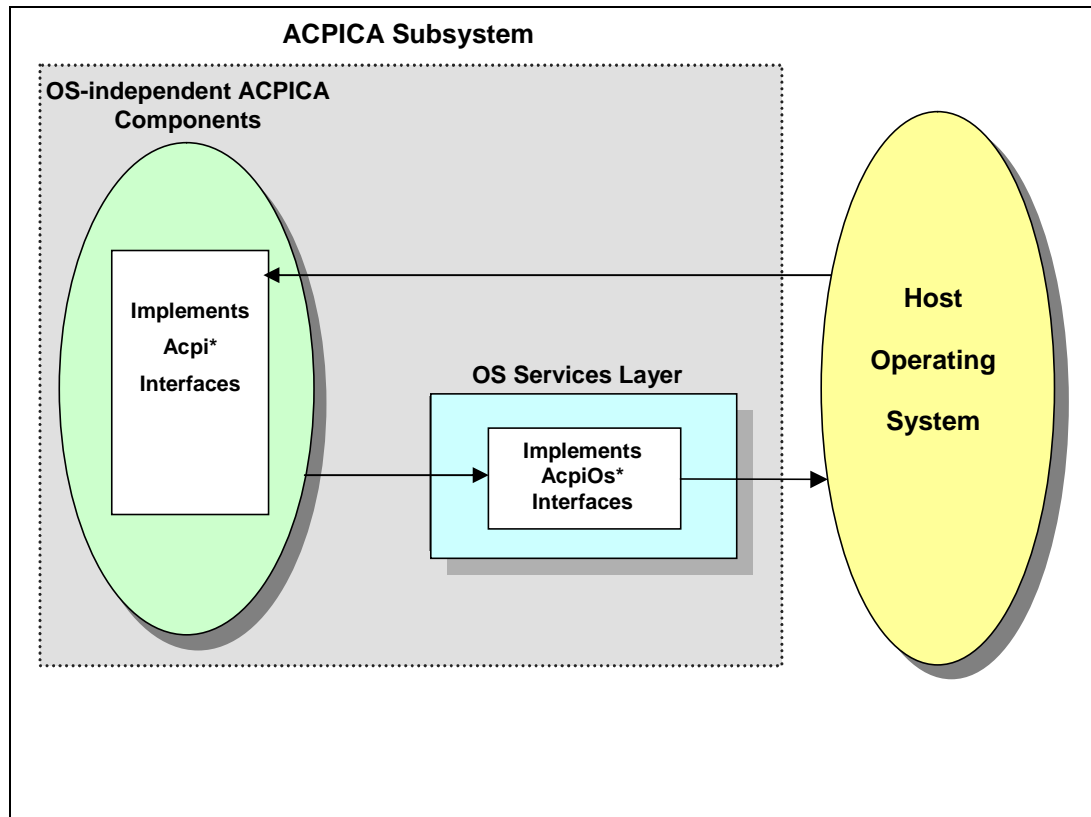 ACPICA Subsystem
OS-independent ACPICA
Components
Implements
Acpi*
Interfaces
OS Services Layer
Implements
AcpiOs*
Interfaces
Host
Operating
System